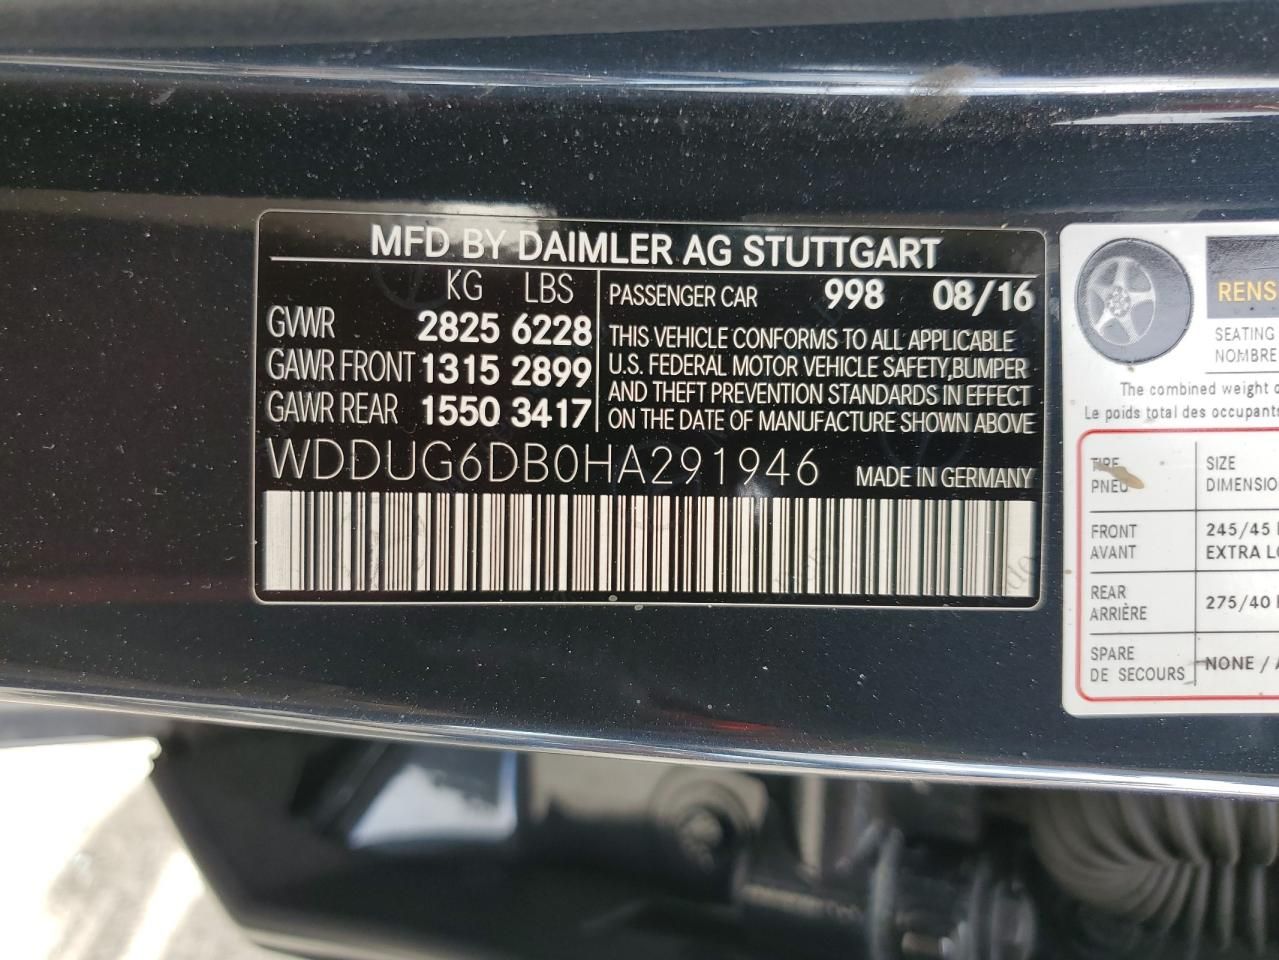 MFD BY DAIMLER AG STUTTGART
KG LBS
GVWR 2825 6228
GAWR FRONT 1315 2899
GAWR REAR 1550 3417
PASSENGER CAR 998 08/16
THIS VEHICLE CONFORMS TO ALL APPLICABLE
U.S. FEDERAL MOTOR VEHICLE SAFETY, BUMPER
AND THEFT PREVENTION STANDARDS IN EFFECT
ON THE DATE OF MANUFACTURE SHOWN ABOVE
WDDUG6DB0HA291946 MADE IN GERMANY
RENS
SEATING
NOMBRE
The combined weight o
Le poids total des occupants
TIRE SIZE
PNEU DIMENSIO
FRONT 245/45
AVANT EXTRA LO
REAR
ARRIÈRE 275/40
SPARE
DE SECOURS NONE / A